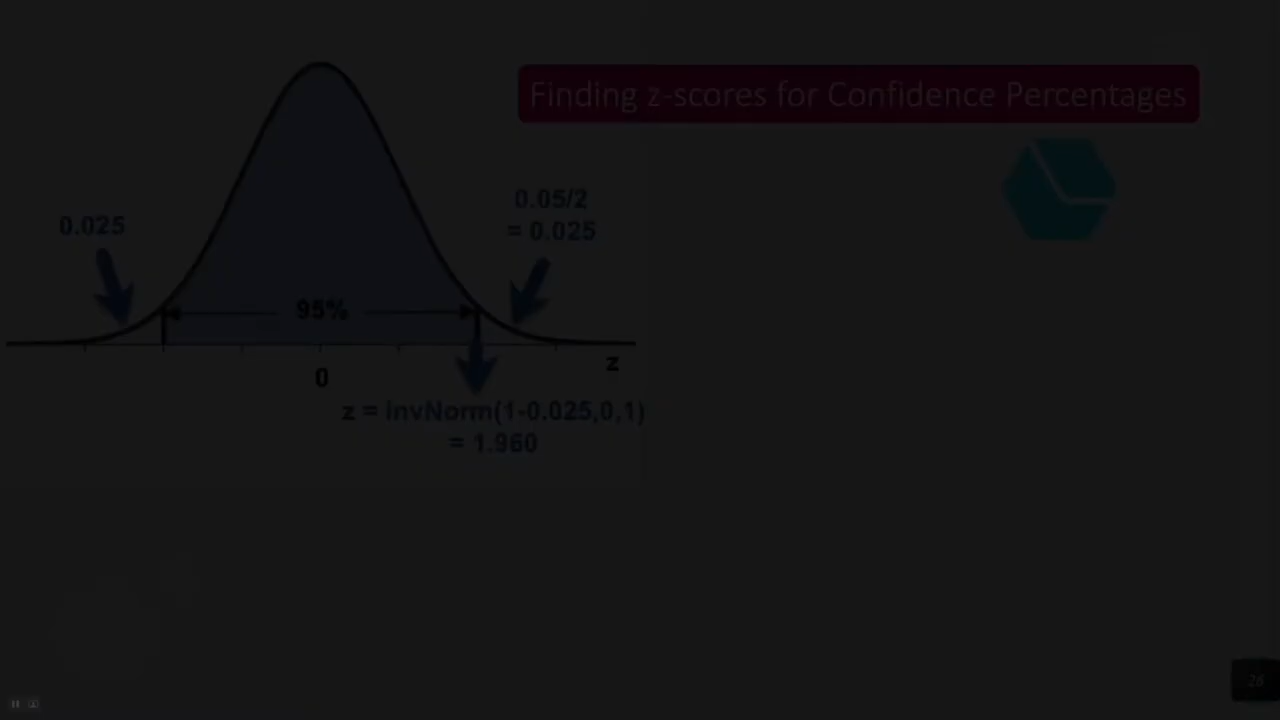 Finding z-scores for Confidence Percentages
0.05/2
= 0.025
0.025
95%
0
z
z = invNorm(1-0.025,0,1)
= 1.960
28